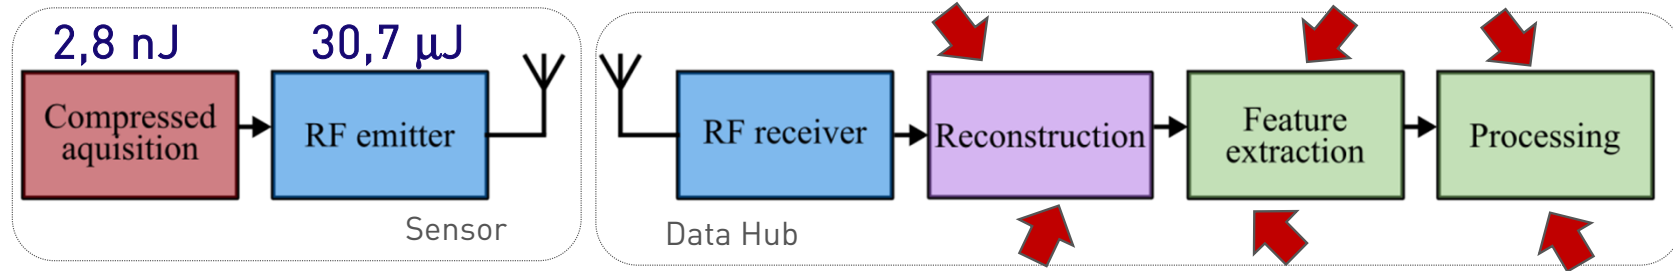 2,8 nJ
30,7 µJ
Compressed
aquisition
RF emitter
Sensor
RF receiver
Reconstruction
Feature
extraction
Processing
Data Hub